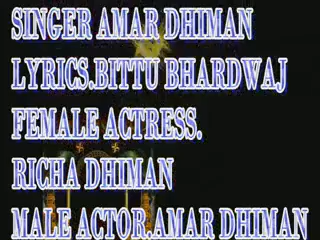 SINGER AMAR DHIMAN
LYRICS.BITTU BHARDWAJ
FEMALE ACTRESS.
RICHA DHIMAN
MALE ACTOR.AMAR DHIMAN